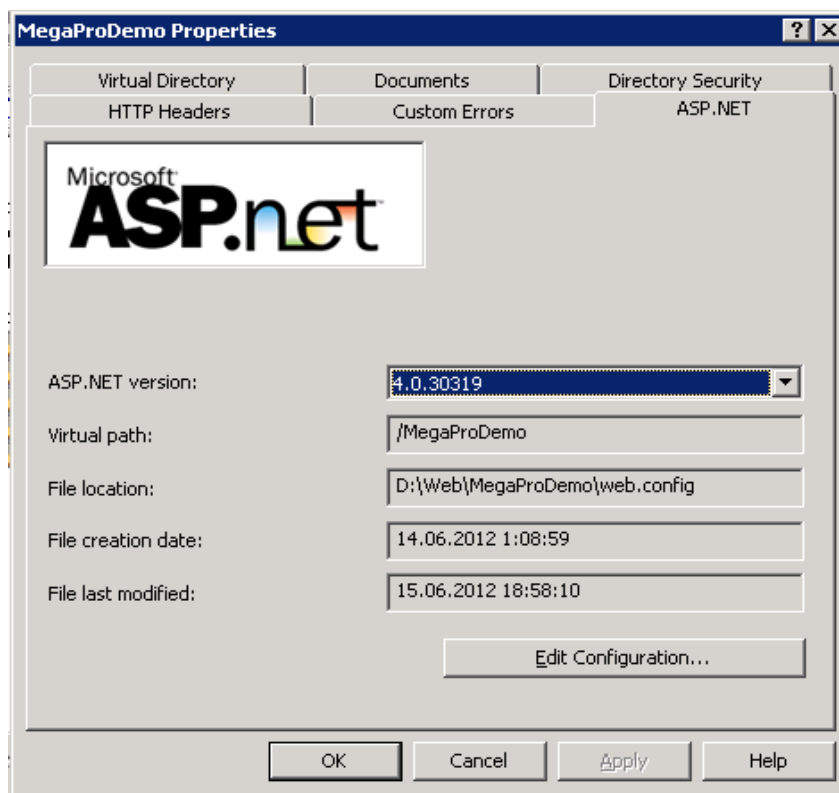 MegaProDemo Properties
Virtual Directory
Documents
Directory Security
HTTP Headers
Custom Errors
ASP.NET
Microsoft
ASP.net
ASP.NET version:
4.0.30319
Virtual path:
/MegaProDemo
File location:
D:\Web\MegaProDemo\web.config
File creation date:
14.06.2012 1:08:59
File last modified:
15.06.2012 18:58:10
Edit Configuration...
OK
Cancel
Apply
Help